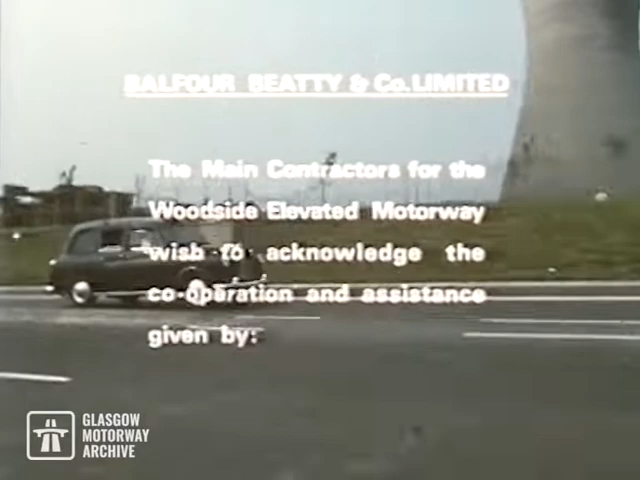 BALFOUR BEATTY & Co. LIMITED
The Main Contractors for the
Woodside Elevated Motorway
wish to acknowledge the
co-operation and assistance
given by:
GLASGOW
MOTORWAY
ARCHIVE